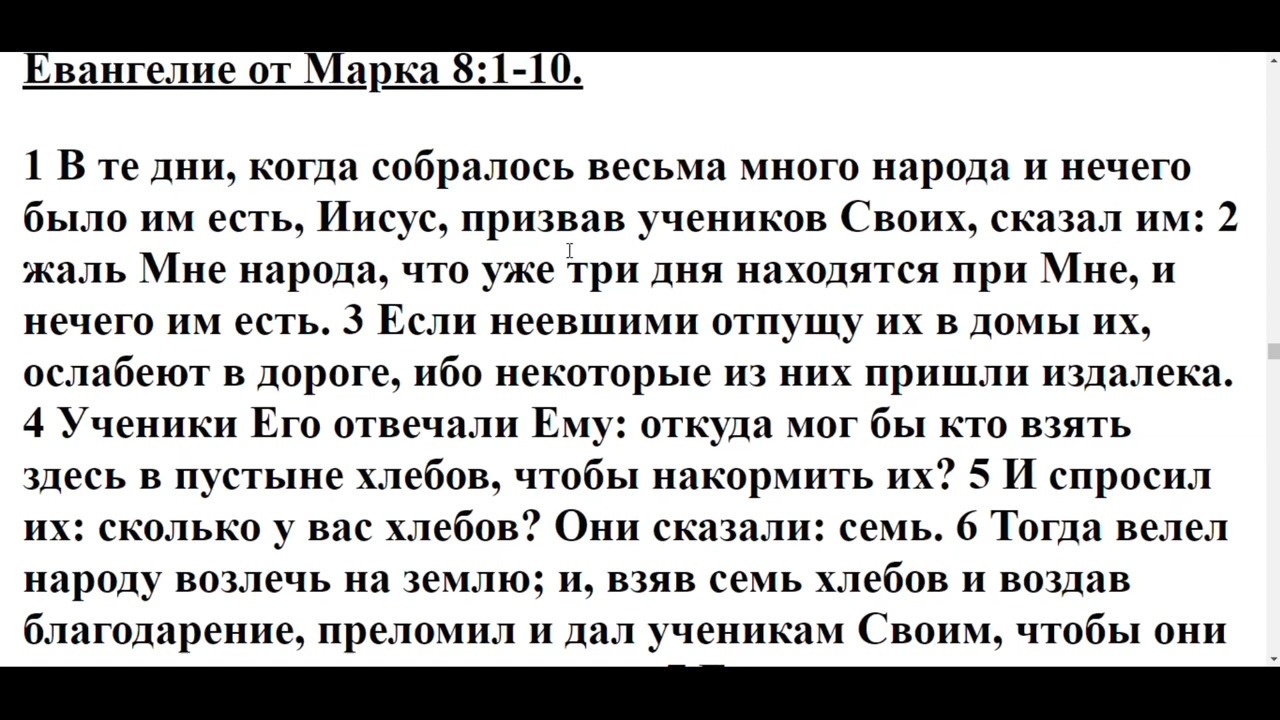 Евангелие от Марка 8:1-10.
1 В те дни, когда собралось весьма много народа и нечего
было им есть, Иисус, призвав учеников Своих, сказал им: 2
жаль Мне народа, что уже три дня находятся при Мне, и
нечего им есть. 3 Если неевшими отпущу их в домы их,
ослабеют в дороге, ибо некоторые из них пришли издалека.
4 Ученики Его отвечали Ему: откуда мог бы кто взять
здесь в пустыне хлебов, чтобы накормить их? 5 И спросил
их: сколько у вас хлебов? Они сказали: семь. 6 Тогда велел
народу возлечь на землю; и, взяв семь хлебов и воздав
благодарение, преломил и дал ученикам Своим, чтобы они